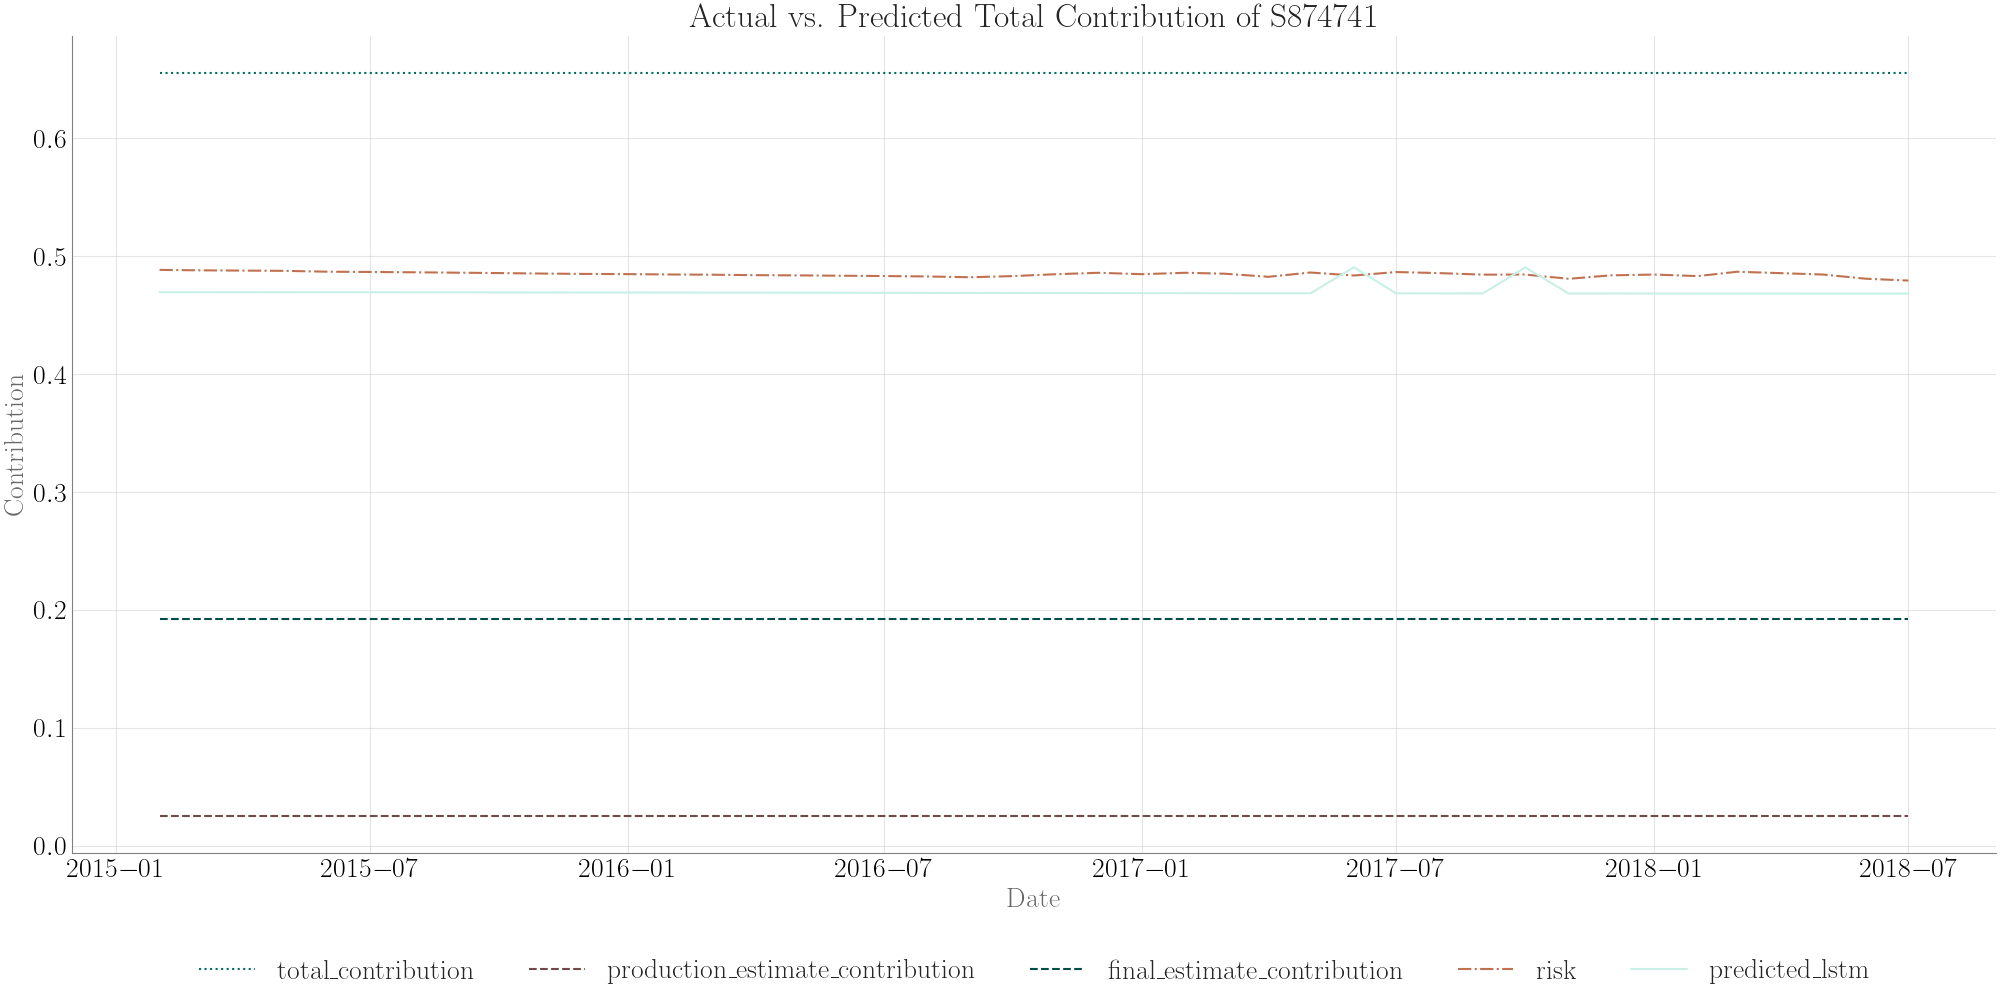 Actual vs. Predicted Total Contribution of S874741
0.6
0.5
0.4
0.3
0.2
0.1
0.0
Contribution
2015–01 2015–07 2016–01 2016–07 2017–01 2017–07 2018–01 2018–07
Date
total_contribution production_estimate_contribution final_estimate_contribution risk predicted_lstm